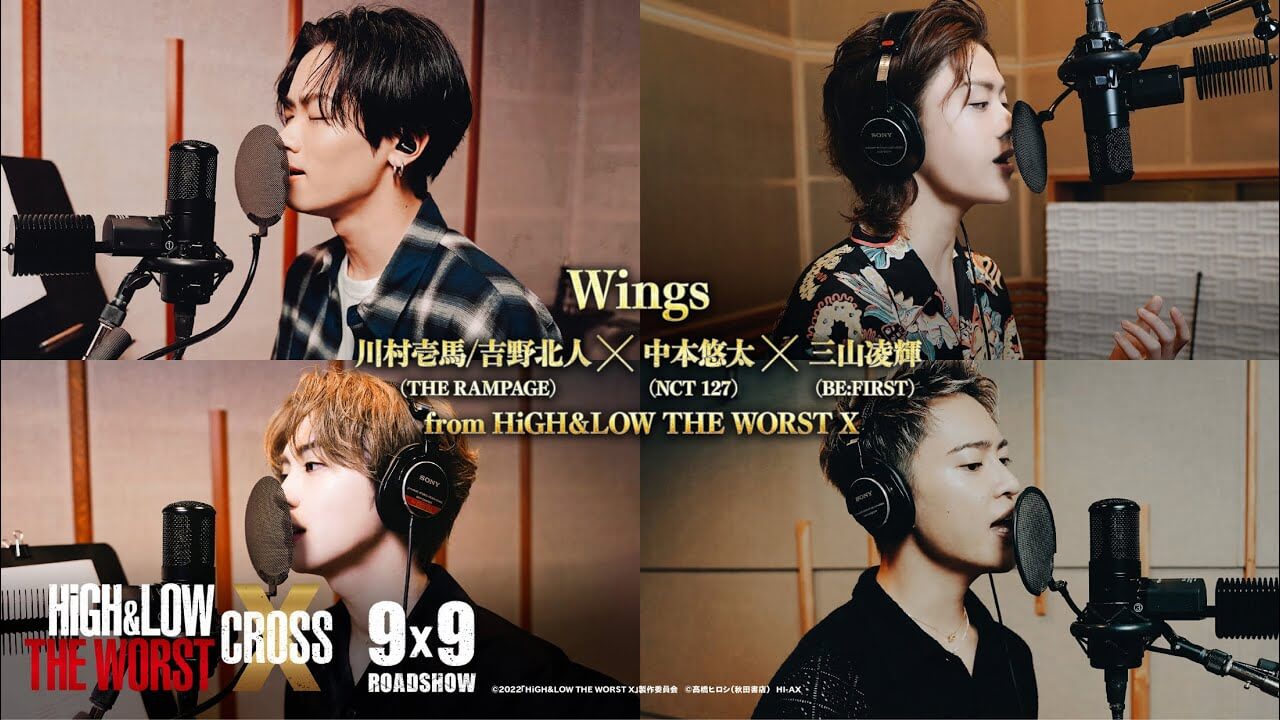 SONY
Wings
川村壱馬/吉野北人×中本悠太×三山凌輝
(THE RAMPAGE) (NCT 127) (BE:FIRST)
from HiGH&LOW THE WORST X
SONY
SONY
HiGH&LOW
THE WORST
X
CROSS
9x9
ROADSHOW
©2022「HiGH&LOW THE WORST X」製作委員会 ©高橋ヒロシ(秋田書店) HI-AX